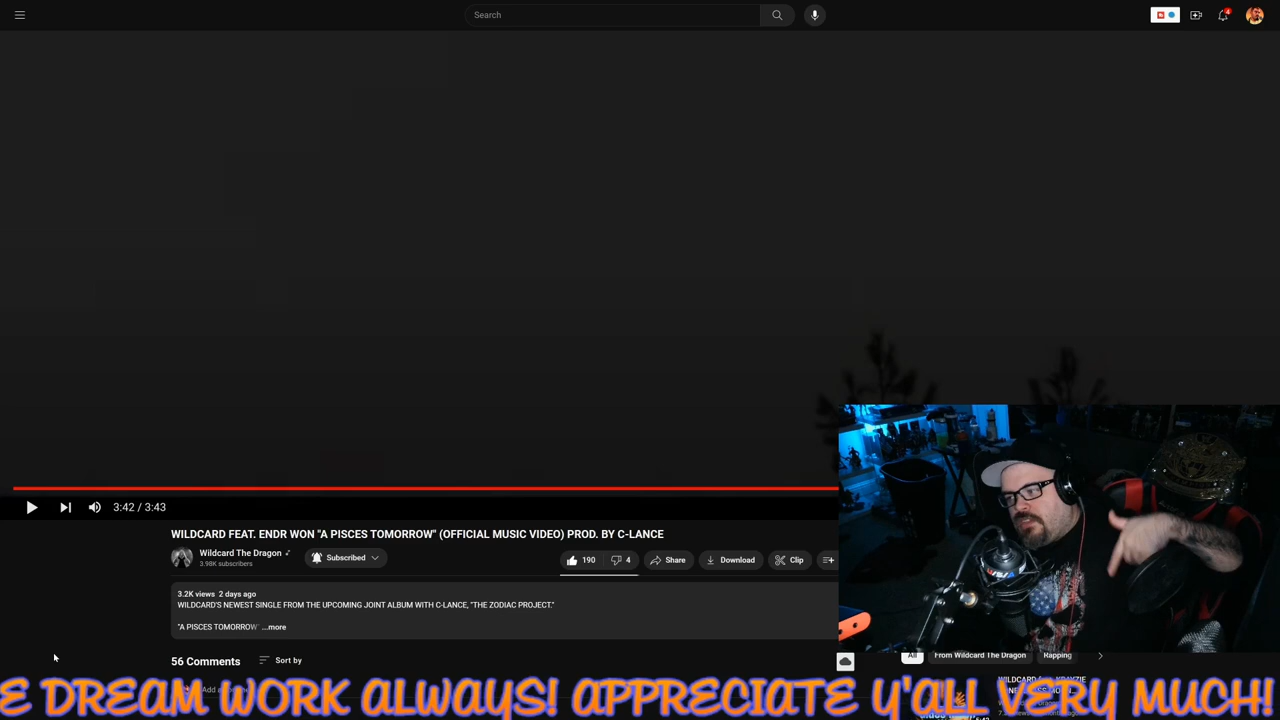 Search
4
3:42 / 3:43
WILDCARD FEAT. ENDR WON "A PISCES TOMORROW" (OFFICIAL MUSIC VIDEO) PROD. BY C-LANCE
Wildcard The Dragon
3.98K subscribers
Subscribed
190
4
Share
Download
Clip
3.2K views 2 days ago
WILDCARD'S NEWEST SINGLE FROM THE UPCOMING JOINT ALBUM WITH C-LANCE, "THE ZODIAC PROJECT."
"A PISCES TOMORROW" ...more
56 Comments
Sort by
All
From Wildcard The Dragon
Rapping
E DREAM WORK ALWAYS! APPRECIATE Y'ALL VERY MUCH!